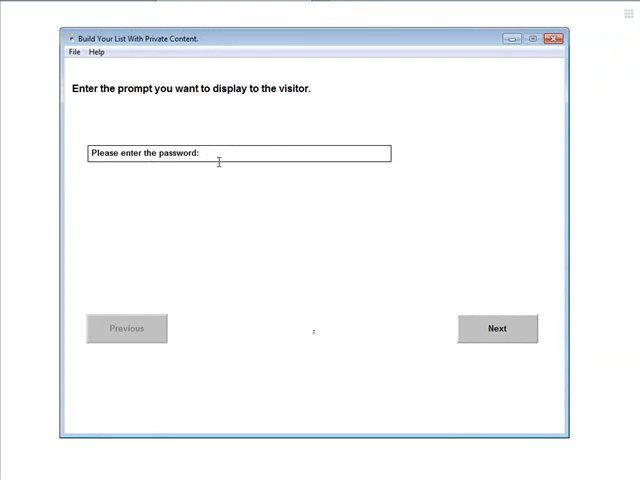 Build Your List With Private Content.
File Help
Enter the prompt you want to display to the visitor.
Please enter the password:
Previous
Next